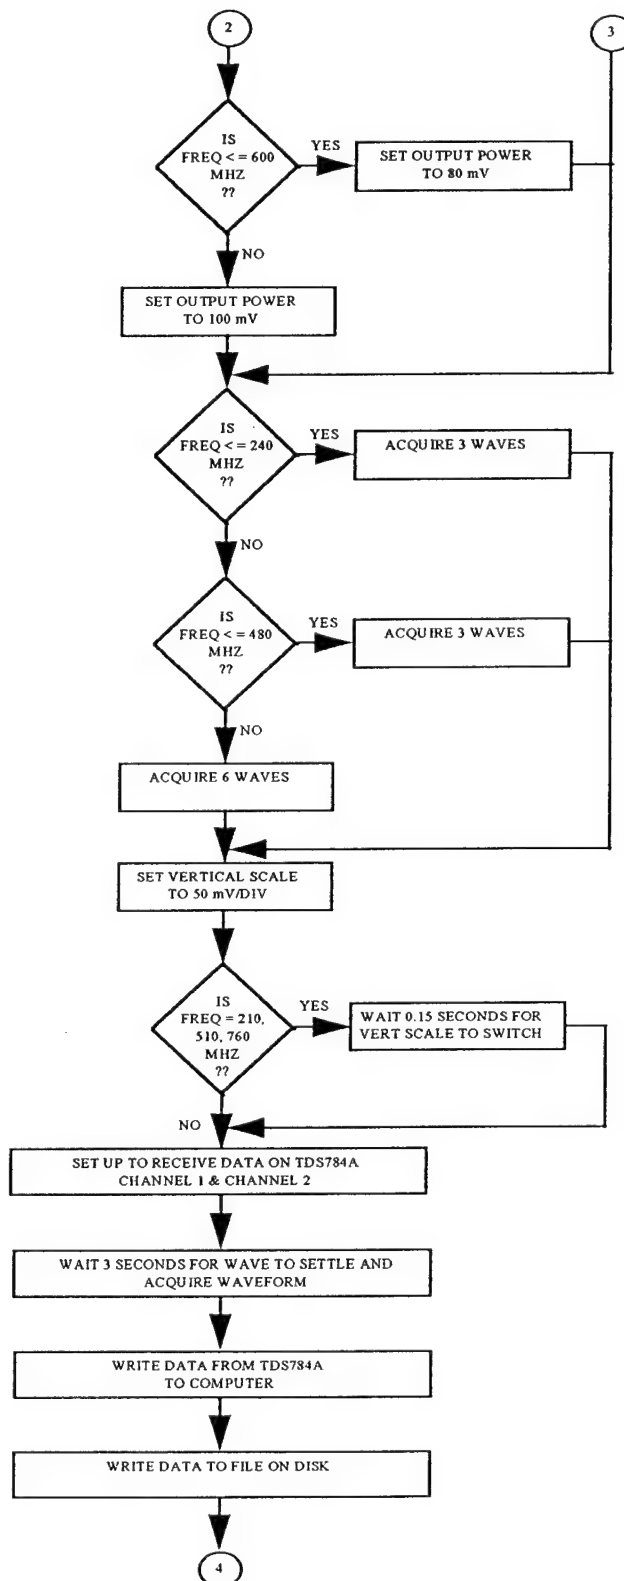 2
3
IS
FREQ < = 600
MHZ
??
YES
SET OUTPUT POWER
TO 80 mV
NO
SET OUTPUT POWER
TO 100 mV
IS
FREQ < = 240
MHZ
??
YES
ACQUIRE 3 WAVES
NO
IS
FREQ < = 480
MHZ
??
YES
ACQUIRE 3 WAVES
NO
ACQUIRE 6 WAVES
SET VERTICAL SCALE
TO 50 mV/DIV
IS
FREQ = 210,
510, 760
MHZ
??
YES
WAIT 0.15 SECONDS FOR
VERT SCALE TO SWITCH
NO
SET UP TO RECEIVE DATA ON TDS784A
CHANNEL 1 & CHANNEL 2
WAIT 3 SECONDS FOR WAVE TO SETTLE AND
ACQUIRE WAVEFORM
WRITE DATA FROM TDS784A
TO COMPUTER
WRITE DATA TO FILE ON DISK
4